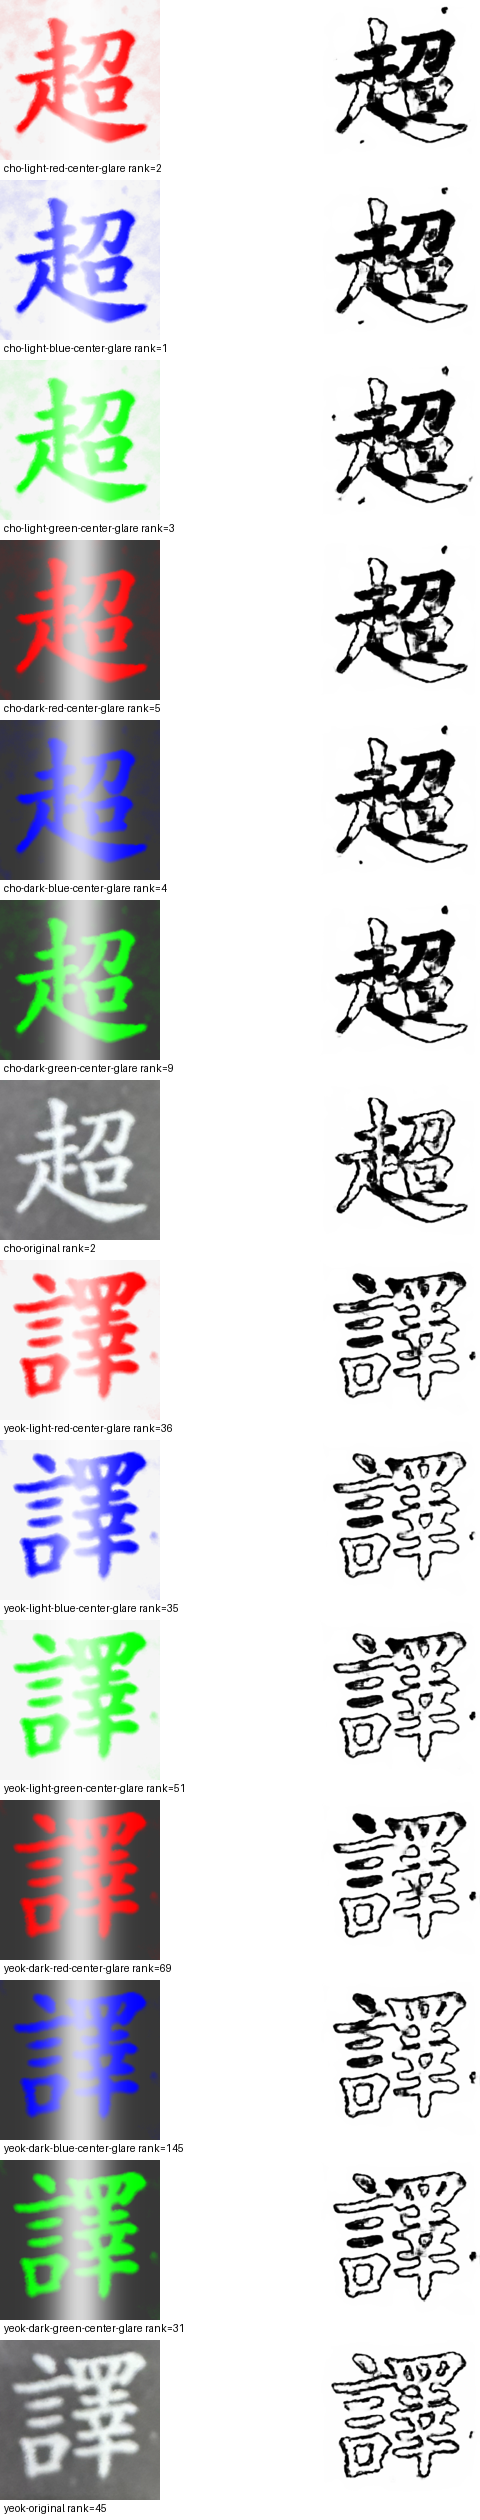 超 超
cho-light-red-center-glare rank=2
超 超
cho-light-blue-center-glare rank=1
超 超
cho-light-green-center-glare rank=3
超 超
cho-dark-red-center-glare rank=5
超 超
cho-dark-blue-center-glare rank=4
超 超
cho-dark-green-center-glare rank=9
超 超
cho-original rank=2
譯 譯
yeok-light-red-center-glare rank=36
譯 譯
yeok-light-blue-center-glare rank=35
譯 譯
yeok-light-green-center-glare rank=51
譯 譯
yeok-dark-red-center-glare rank=69
譯 譯
yeok-dark-blue-center-glare rank=145
譯 譯
yeok-dark-green-center-glare rank=31
譯 譯
yeok-original rank=45